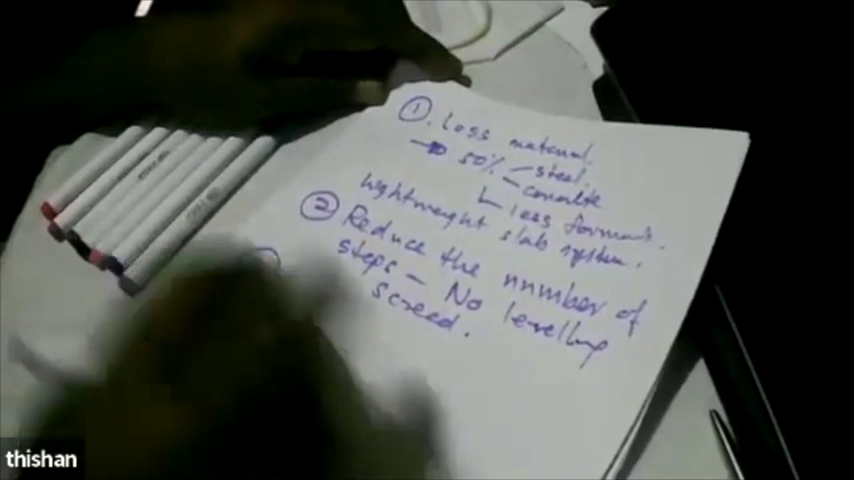 ① . Less material.
→ 50% steel.
concrete
less formwork.
Lightweight slab system.
② Reduce the number of
steps - No levelling
screed.
thishan